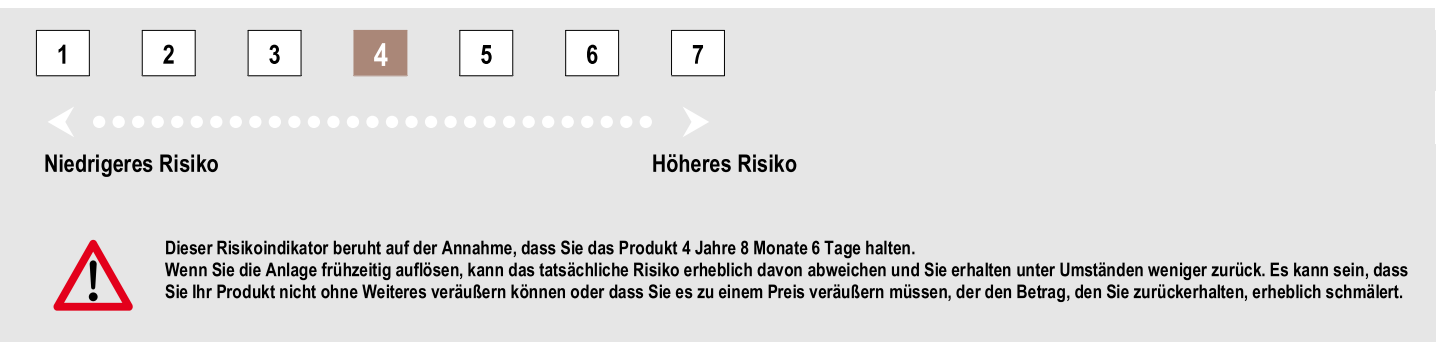 1 2 3 4 5 6 7
Niedrigeres Risiko Höheres Risiko
Dieser Risikoindikator beruht auf der Annahme, dass Sie das Produkt 4 Jahre 8 Monate 6 Tage halten.
Wenn Sie die Anlage frühzeitig auflösen, kann das tatsächliche Risiko erheblich davon abweichen und Sie erhalten unter Umständen weniger zurück. Es kann sein, dass
Sie Ihr Produkt nicht ohne Weiteres veräußern können oder dass Sie es zu einem Preis veräußern müssen, der den Betrag, den Sie zurückerhalten, erheblich schmälert.